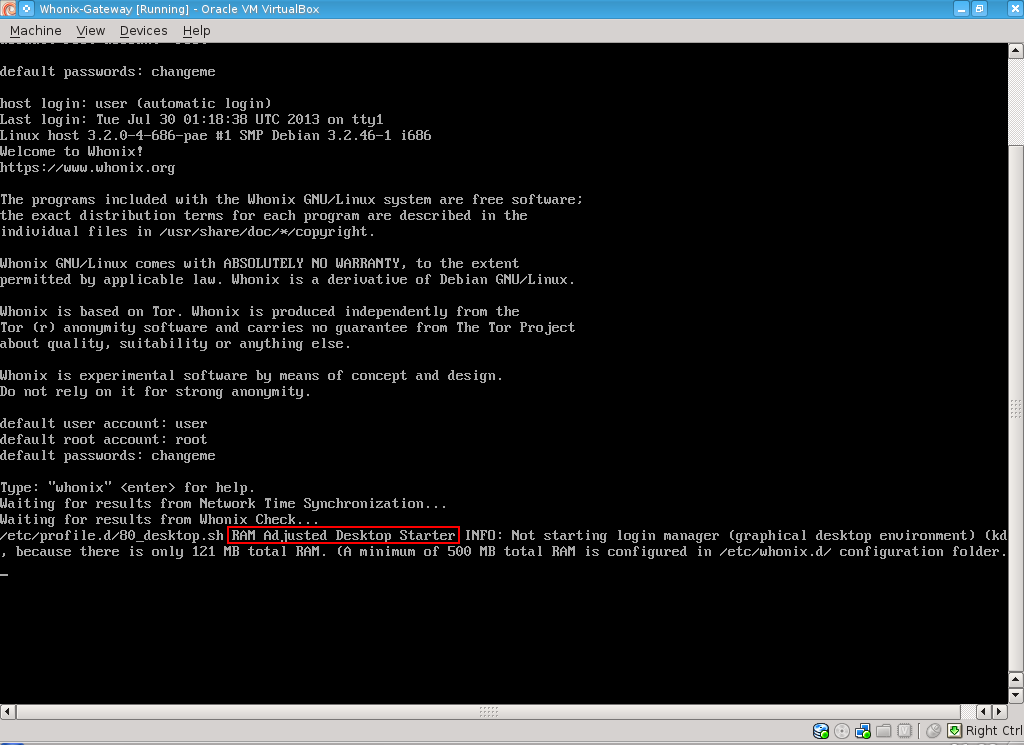 Whonix-Gateway [Running] - Oracle VM VirtualBox
Machine View Devices Help
default passwords: changeme
host login: user (automatic login)
Last login: Tue Jul 30 01:18:38 UTC 2013 on tty1
Linux host 3.2.0-4-686-pae #1 SMP Debian 3.2.46-1 i686
Welcome to Whonix!
https://www.whonix.org
The programs included with the Whonix GNU/Linux system are free software;
the exact distribution terms for each program are described in the
individual files in /usr/share/doc/*/copyright.
Whonix GNU/Linux comes with ABSOLUTELY NO WARRANTY, to the extent
permitted by applicable law. Whonix is a derivative of Debian GNU/Linux.
Whonix is based on Tor. Whonix is produced independently from the
Tor (r) anonymity software and carries no guarantee from The Tor Project
about quality, suitability or anything else.
Whonix is experimental software by means of concept and design.
Do not rely on it for strong anonymity.
default user account: user
default root account: root
default passwords: changeme
Type: "whonix" <enter> for help.
Waiting for results from Network Time Synchronization...
Waiting for results from Whonix Check...
/etc/profile.d/80_desktop.sh RAM Adjusted Desktop Starter INFO: Not starting login manager (graphical desktop environment) (kd
, because there is only 121 MB total RAM. (A minimum of 500 MB total RAM is configured in /etc/whonix.d/ configuration folder.
_
Right Ctrl